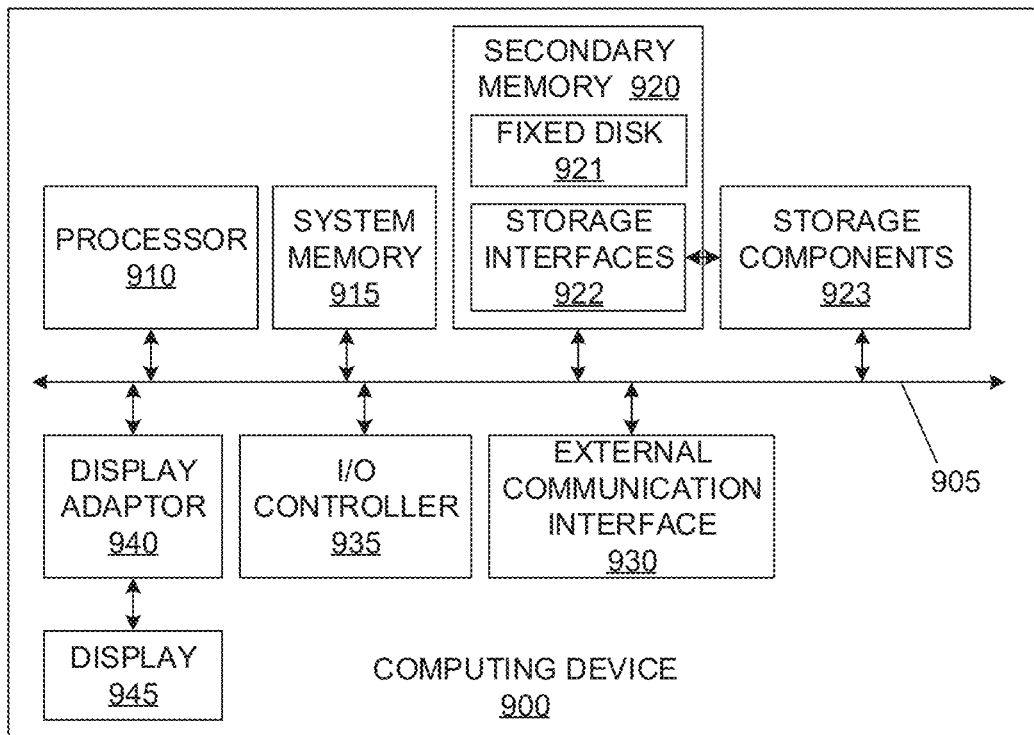 SECONDARY
MEMORY 920
FIXED DISK
921
STORAGE
INTERFACES
922
PROCESSOR
910
SYSTEM
MEMORY
915
STORAGE
COMPONENTS
923
905
DISPLAY
ADAPTOR
940
I/O
CONTROLLER
935
EXTERNAL
COMMUNICATION
INTERFACE
930
DISPLAY
945
COMPUTING DEVICE
900